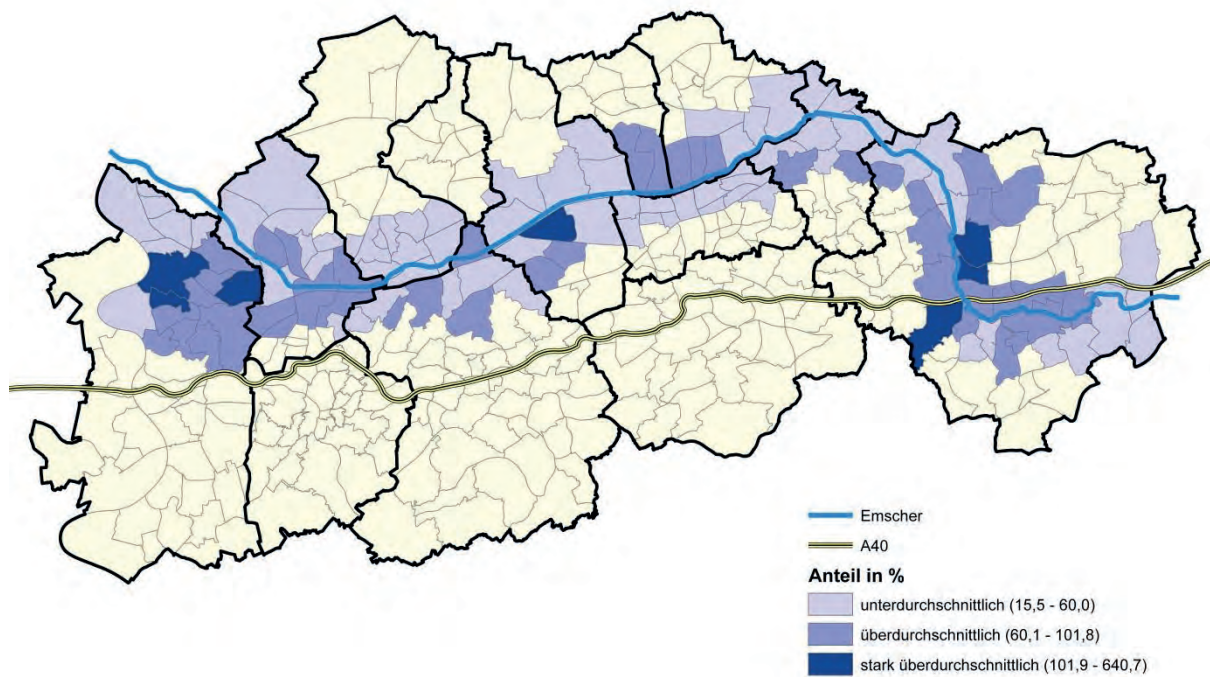 Emscher
A40
Anteil in %
unterdurchschnittlich (15,5 - 60,0)
überdurchschnittlich (60,1 - 101,8)
stark überdurchschnittlich (101,9 - 640,7)